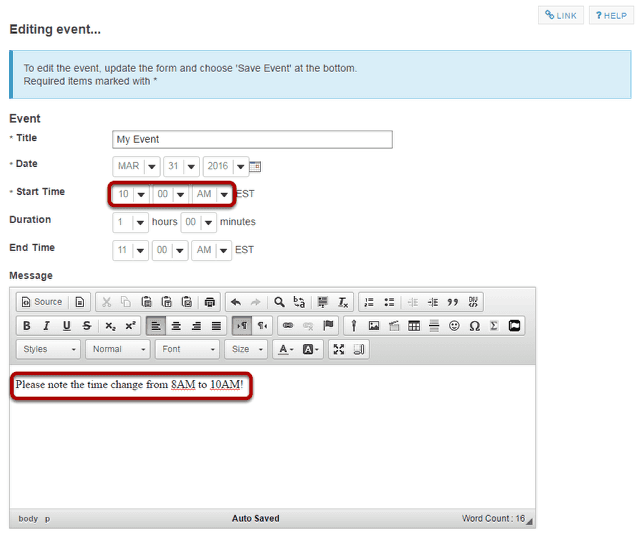 LINK
? HELP
Editing event...
To edit the event, update the form and choose 'Save Event' at the bottom.
Required items marked with *
Event
* Title My Event
* Date MAR 31 2016
* Start Time 10 00 AM EST
Duration 1 hours 00 minutes
End Time 11 00 AM EST
Message
Source
B I U S x₂ x² Ω Σ
Styles Normal Font Size A A
Please note the time change from 8AM to 10AM!
body p Auto Saved Word Count : 16